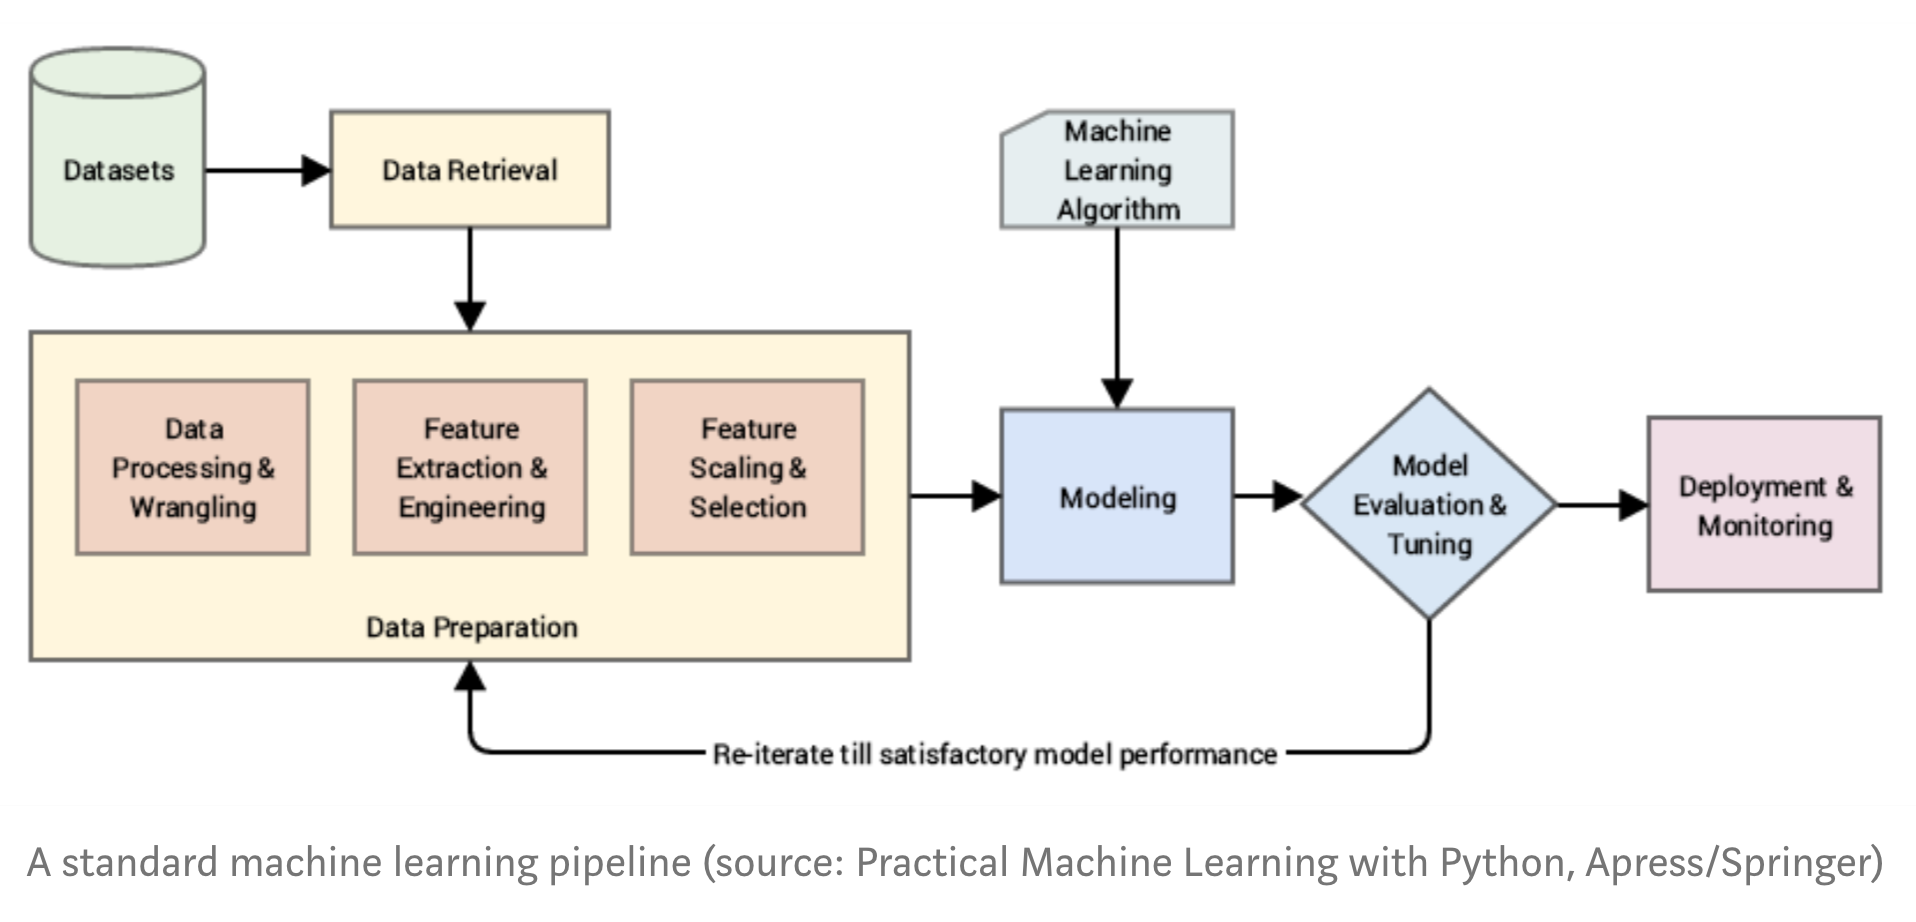 Datasets
Data Retrieval
Machine
Learning
Algorithm
Data
Processing &
Wrangling
Feature
Extraction &
Engineering
Feature
Scaling &
Selection
Data Preparation
Modeling
Model
Evaluation &
Tuning
Deployment &
Monitoring
Re-iterate till satisfactory model performance
A standard machine learning pipeline (source: Practical Machine Learning with Python, Apress/Springer)